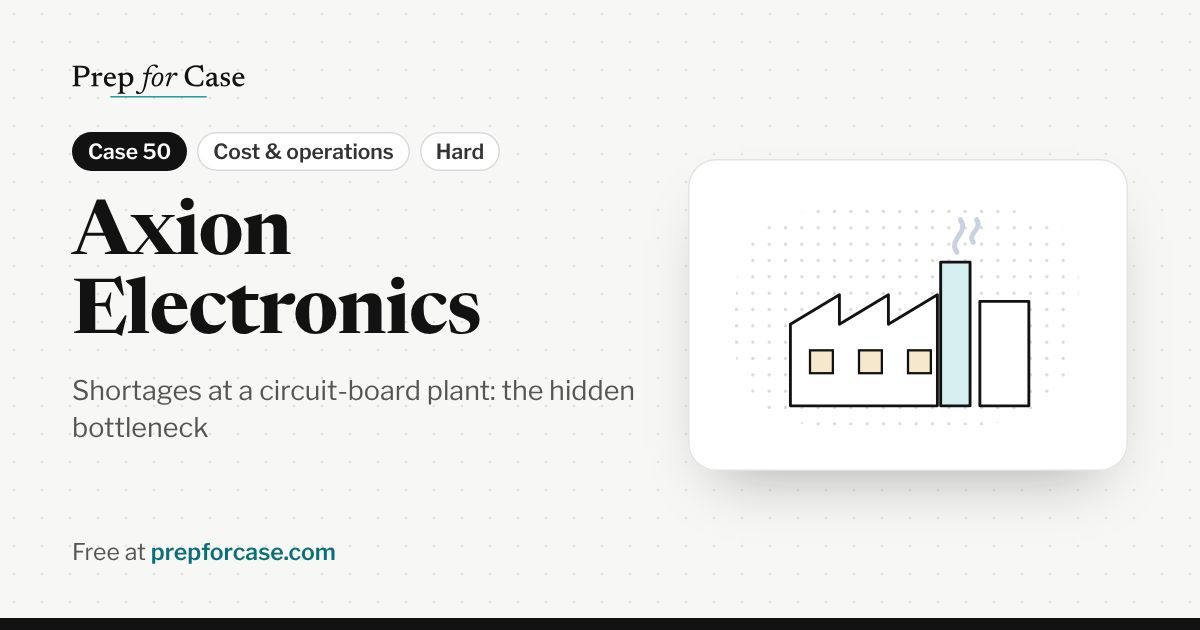 Prep for Case
Case 50
Cost & operations
Hard
Axion
Electronics
Shortages at a circuit-board plant: the hidden
bottleneck
Free at prepforcase.com